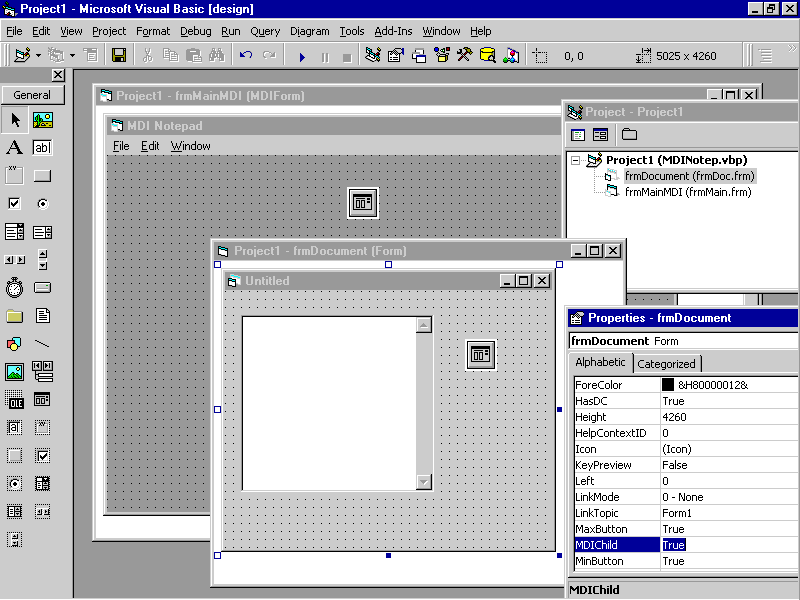 Project1 - Microsoft Visual Basic [design]
File Edit View Project Format Debug Run Query Diagram Tools Add-Ins Window Help
0, 0 5025 x 4260
General
A ab|
xy
OLE
a
xy
Project1 - frmMainMDI (MDIForm)
MDI Notepad
File Edit Window
Project1 - frmDocument (Form)
Untitled
Project - Project1
Project1 (MDINotep.vbp)
frmDocument (frmDoc.frm)
frmMainMDI (frmMain.frm)
Properties - frmDocument
frmDocument Form
Alphabetic Categorized
ForeColor &H80000012&
HasDC True
Height 4260
HelpContextID 0
Icon (Icon)
KeyPreview False
Left 0
LinkMode 0 - None
LinkTopic Form1
MaxButton True
MDIChild True
MinButton True
MDIChild